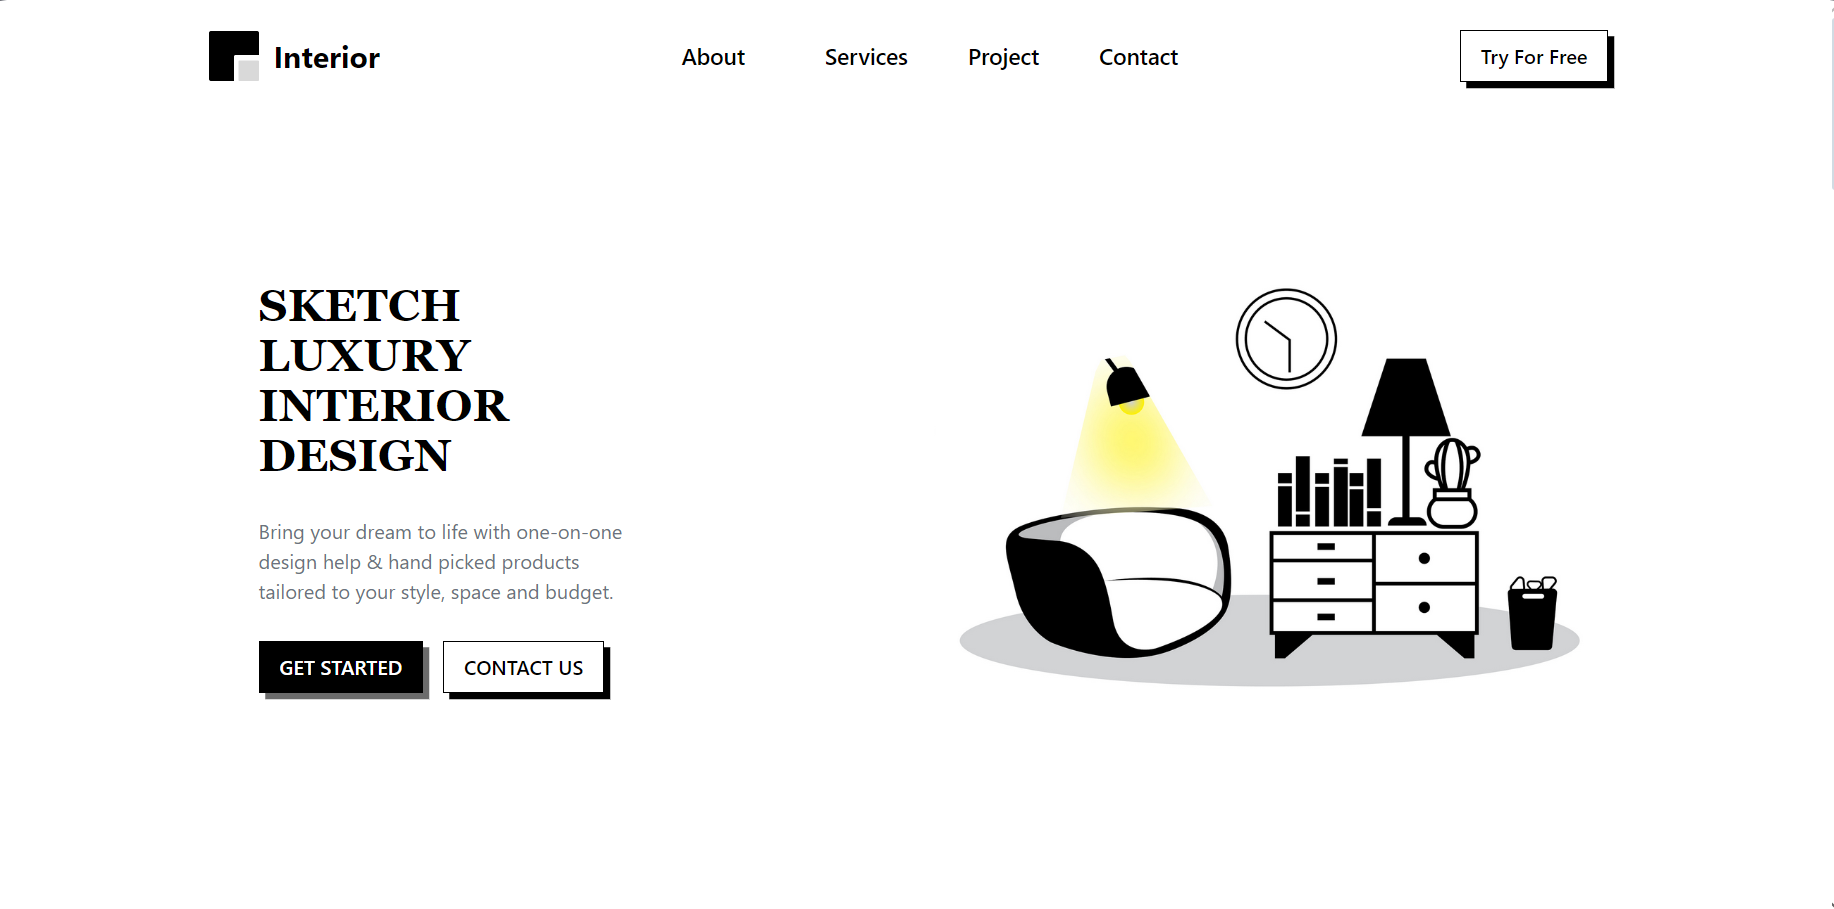 Interior
About Services Project Contact
Try For Free
SKETCH
LUXURY
INTERIOR
DESIGN
Bring your dream to life with one-on-one
design help & hand picked products
tailored to your style, space and budget.
GET STARTED
CONTACT US